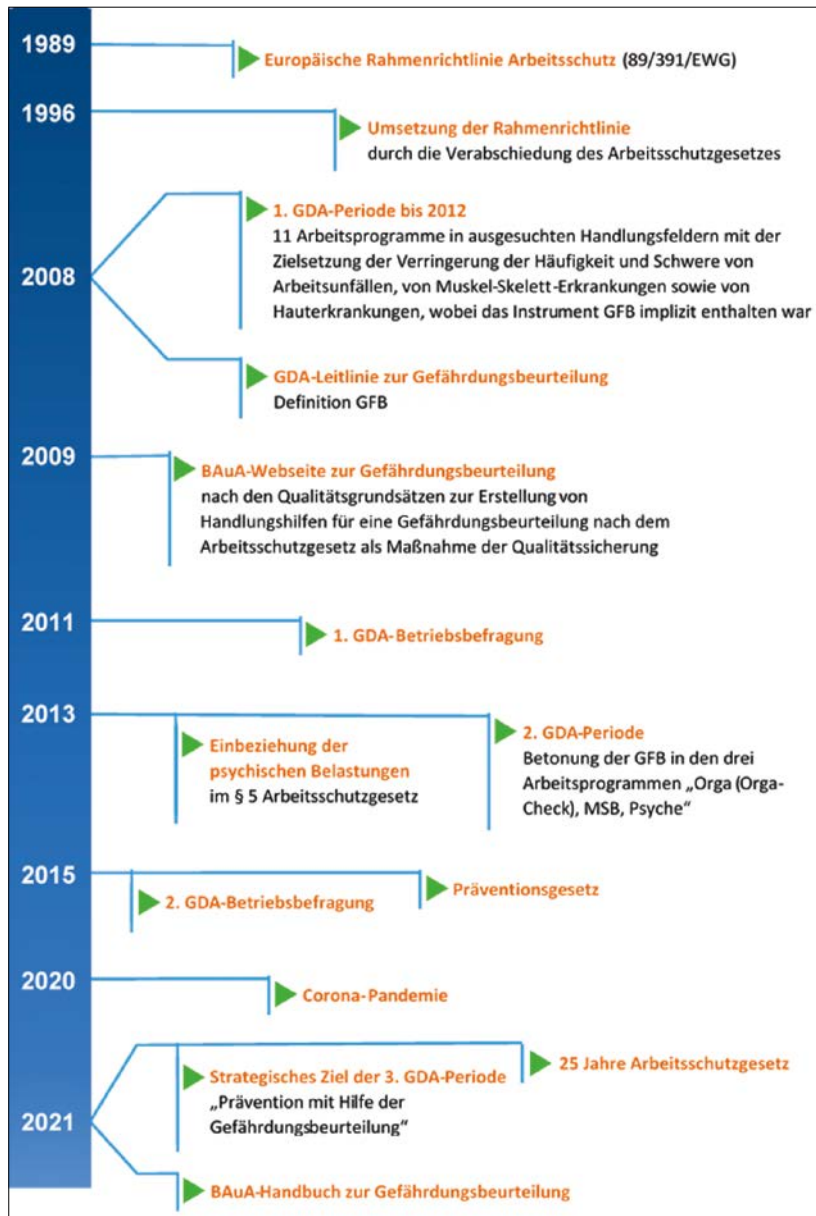 1989
Europäische Rahmenrichtlinie Arbeitsschutz (89/391/EWG)
1996
Umsetzung der Rahmenrichtlinie
durch die Verabschiedung des Arbeitsschutzgesetzes
2008
1. GDA-Periode bis 2012
11 Arbeitsprogramme in ausgesuchten Handlungsfeldern mit der
Zielsetzung der Verringerung der Häufigkeit und Schwere von
Arbeitsunfällen, von Muskel-Skelett-Erkrankungen sowie von
Hauterkrankungen, wobei das Instrument GFB implizit enthalten war
GDA-Leitlinie zur Gefährdungsbeurteilung
Definition GFB
2009
BAuA-Webseite zur Gefährdungsbeurteilung
nach den Qualitätsgrundsätzen zur Erstellung von
Handlungshilfen für eine Gefährdungsbeurteilung nach dem
Arbeitsschutzgesetz als Maßnahme der Qualitätssicherung
2011
1. GDA-Betriebsbefragung
2013
Einbeziehung der
psychischen Belastungen
im § 5 Arbeitsschutzgesetz
2. GDA-Periode
Betonung der GFB in den drei
Arbeitsprogrammen „Orga (Orga-
Check), MSB, Psyche“
2015
2. GDA-Betriebsbefragung
Präventionsgesetz
2020
Corona-Pandemie
2021
Strategisches Ziel der 3. GDA-Periode
„Prävention mit Hilfe der
Gefährdungsbeurteilung“
25 Jahre Arbeitsschutzgesetz
BAuA-Handbuch zur Gefährdungsbeurteilung